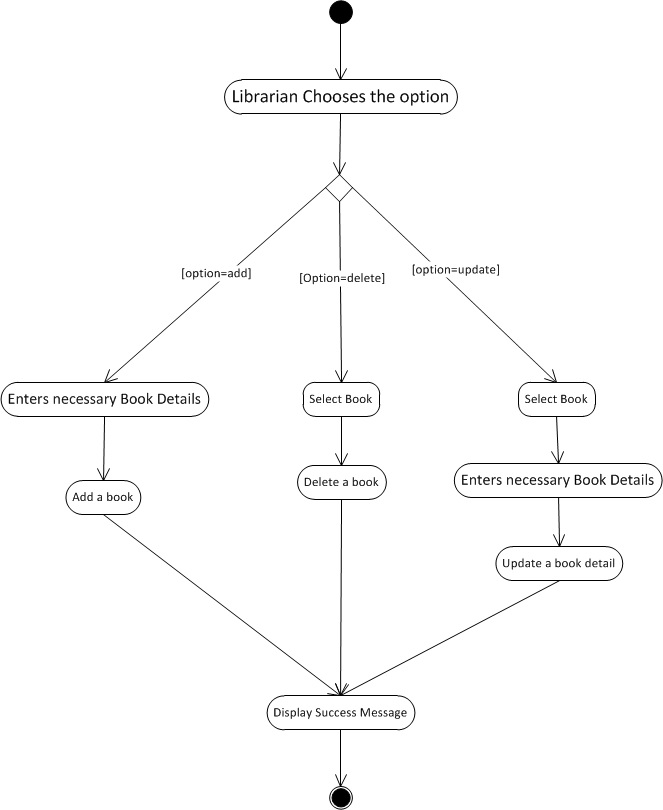 Librarian Chooses the option
[option=add]
[Option=delete]
[option=update]
Enters necessary Book Details
Select Book
Select Book
Add a book
Delete a book
Enters necessary Book Details
Update a book detail
Display Success Message